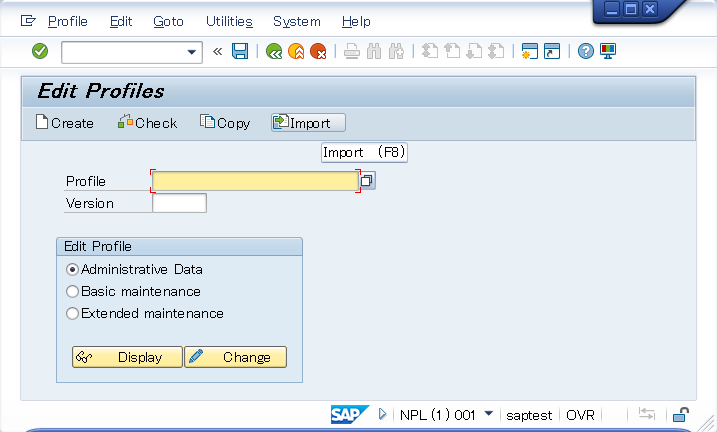 Profile Edit Goto Utilities System Help
Edit Profiles
Create Check Copy Import
Import (F8)
Profile
Version
Edit Profile
Administrative Data
Basic maintenance
Extended maintenance
Display Change
SAP NPL (1) 001 saptest OVR